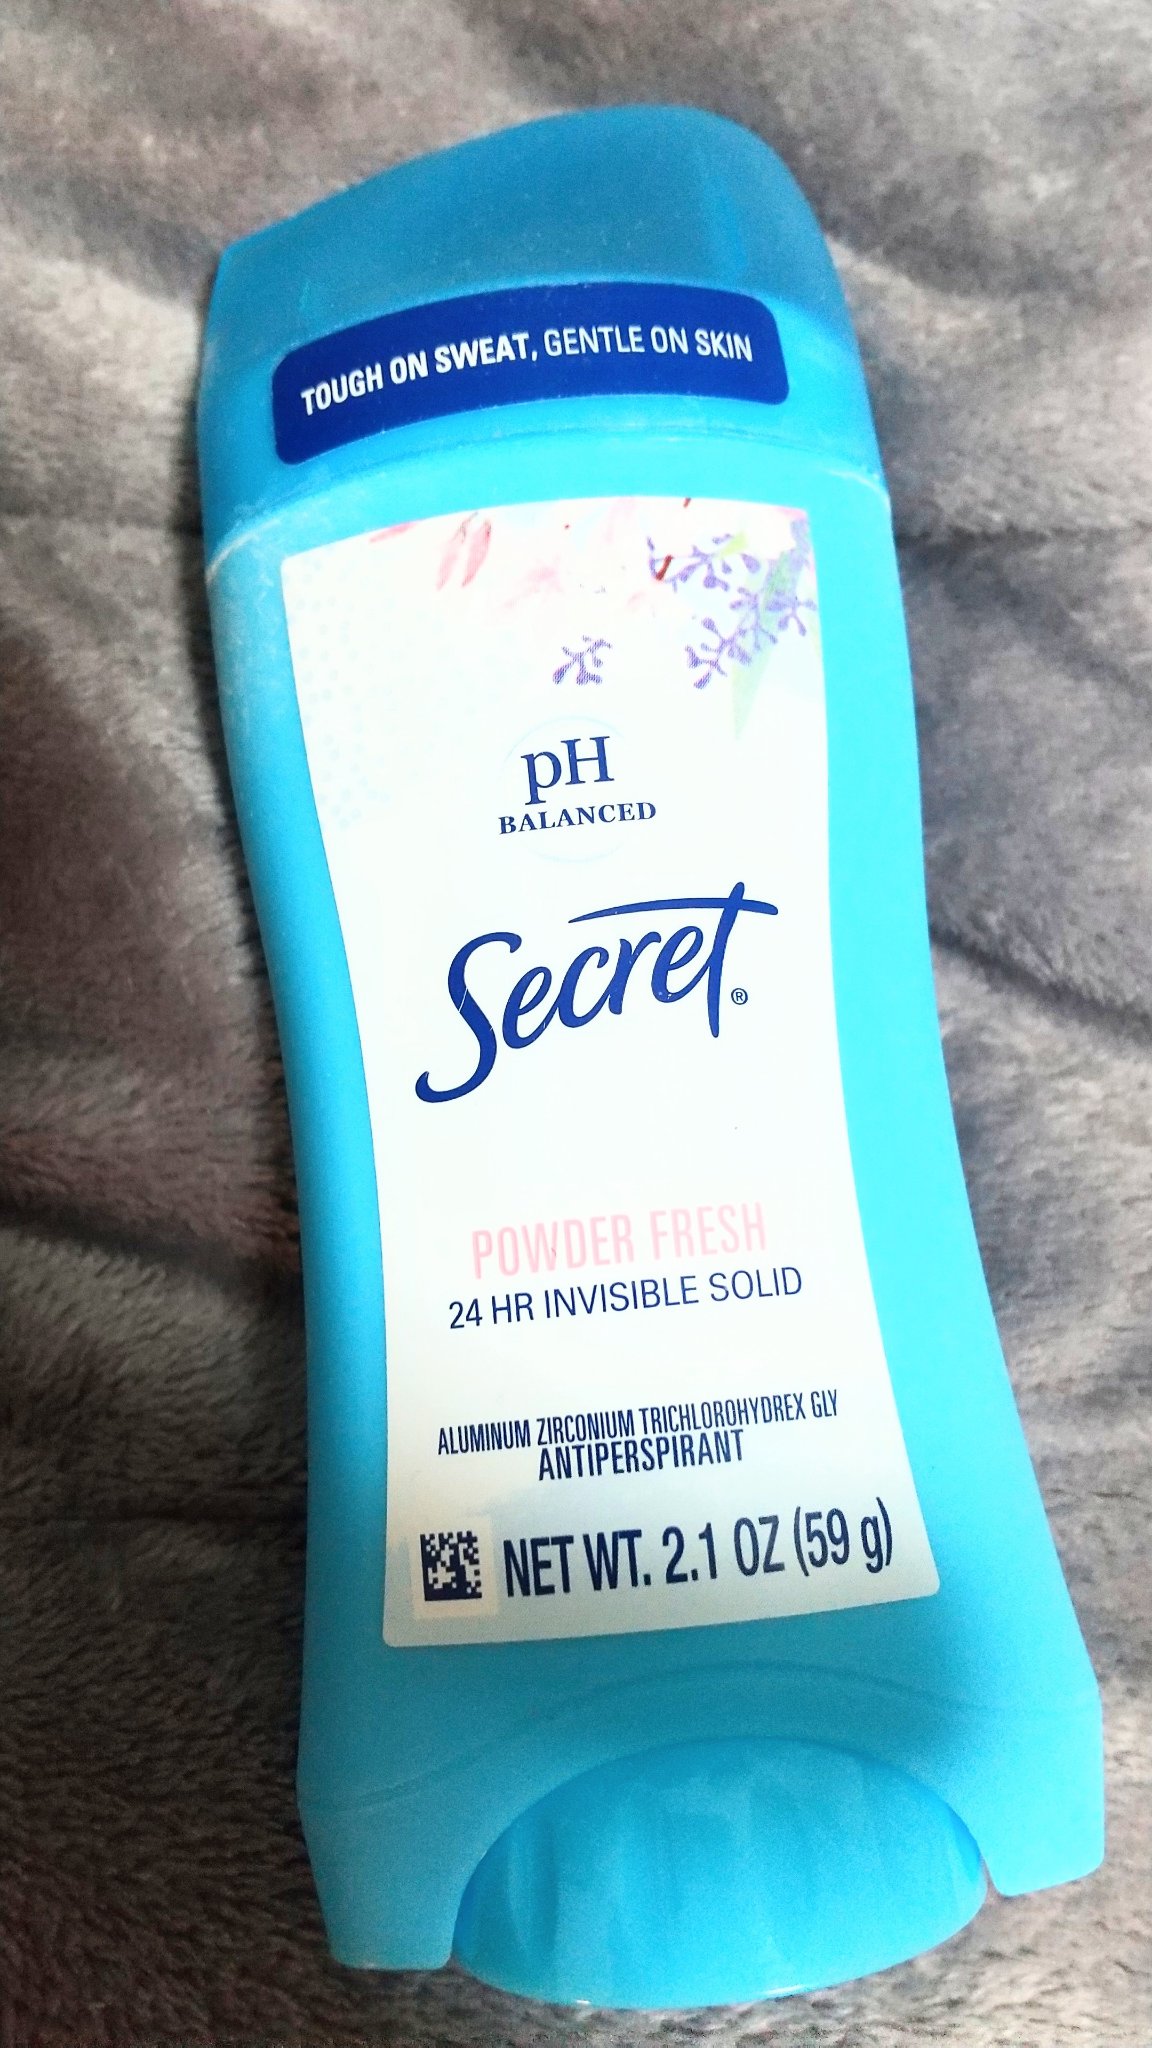 TOUGH ON SWEAT, GENTLE ON SKIN
pH
BALANCED
Secret®
POWDER FRESH
24 HR INVISIBLE SOLID
ALUMINUM ZIRCONIUM TRICHLOROHYDREX GLY
ANTIPERSPIRANT
NET WT. 2.1 OZ (59 g)